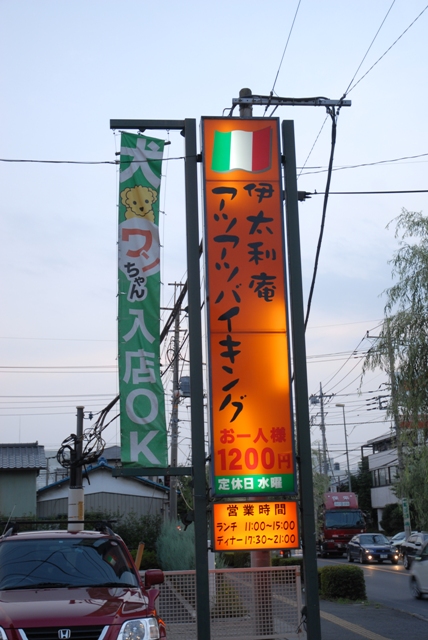 犬
ワンちゃん
入店OK
伊太利庵
アツアツバイキング
お一人様
1200円
定休日 水曜
営業時間
ランチ 11:00〜15:00
ディナー 17:30〜21:00